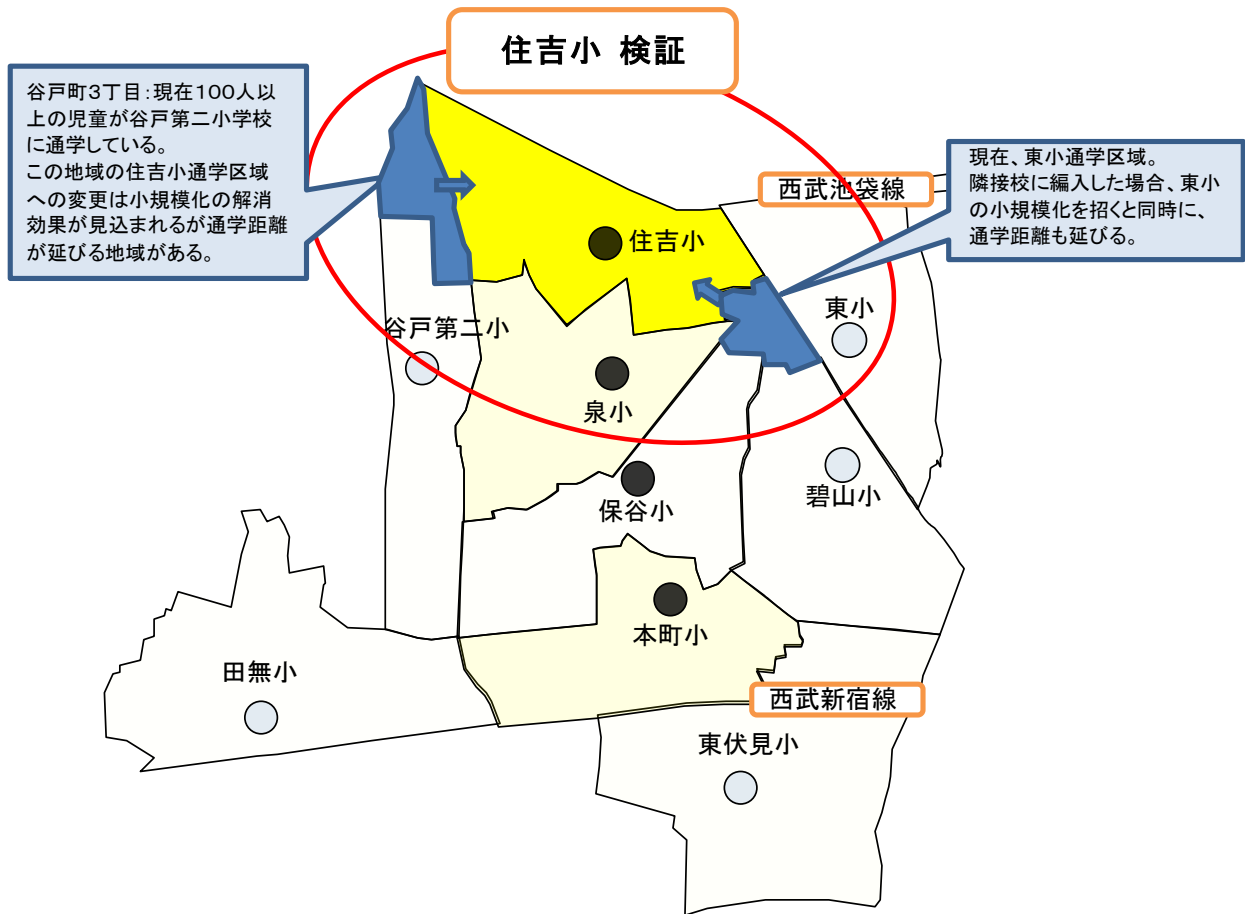 住吉小 検証
谷戸町3丁目:現在100人以
上の児童が谷戸第二小学校
に通学している。
この地域の住吉小通学区域
への変更は小規模化の解消
効果が見込まれるが通学距離
が延びる地域がある。
現在、東小通学区域。
隣接校に編入した場合、東小
の小規模化を招くと同時に、
通学距離も延びる。
西武池袋線
住吉小
東小
谷戸第二小
泉小
碧山小
保谷小
本町小
田無小
西武新宿線
東伏見小